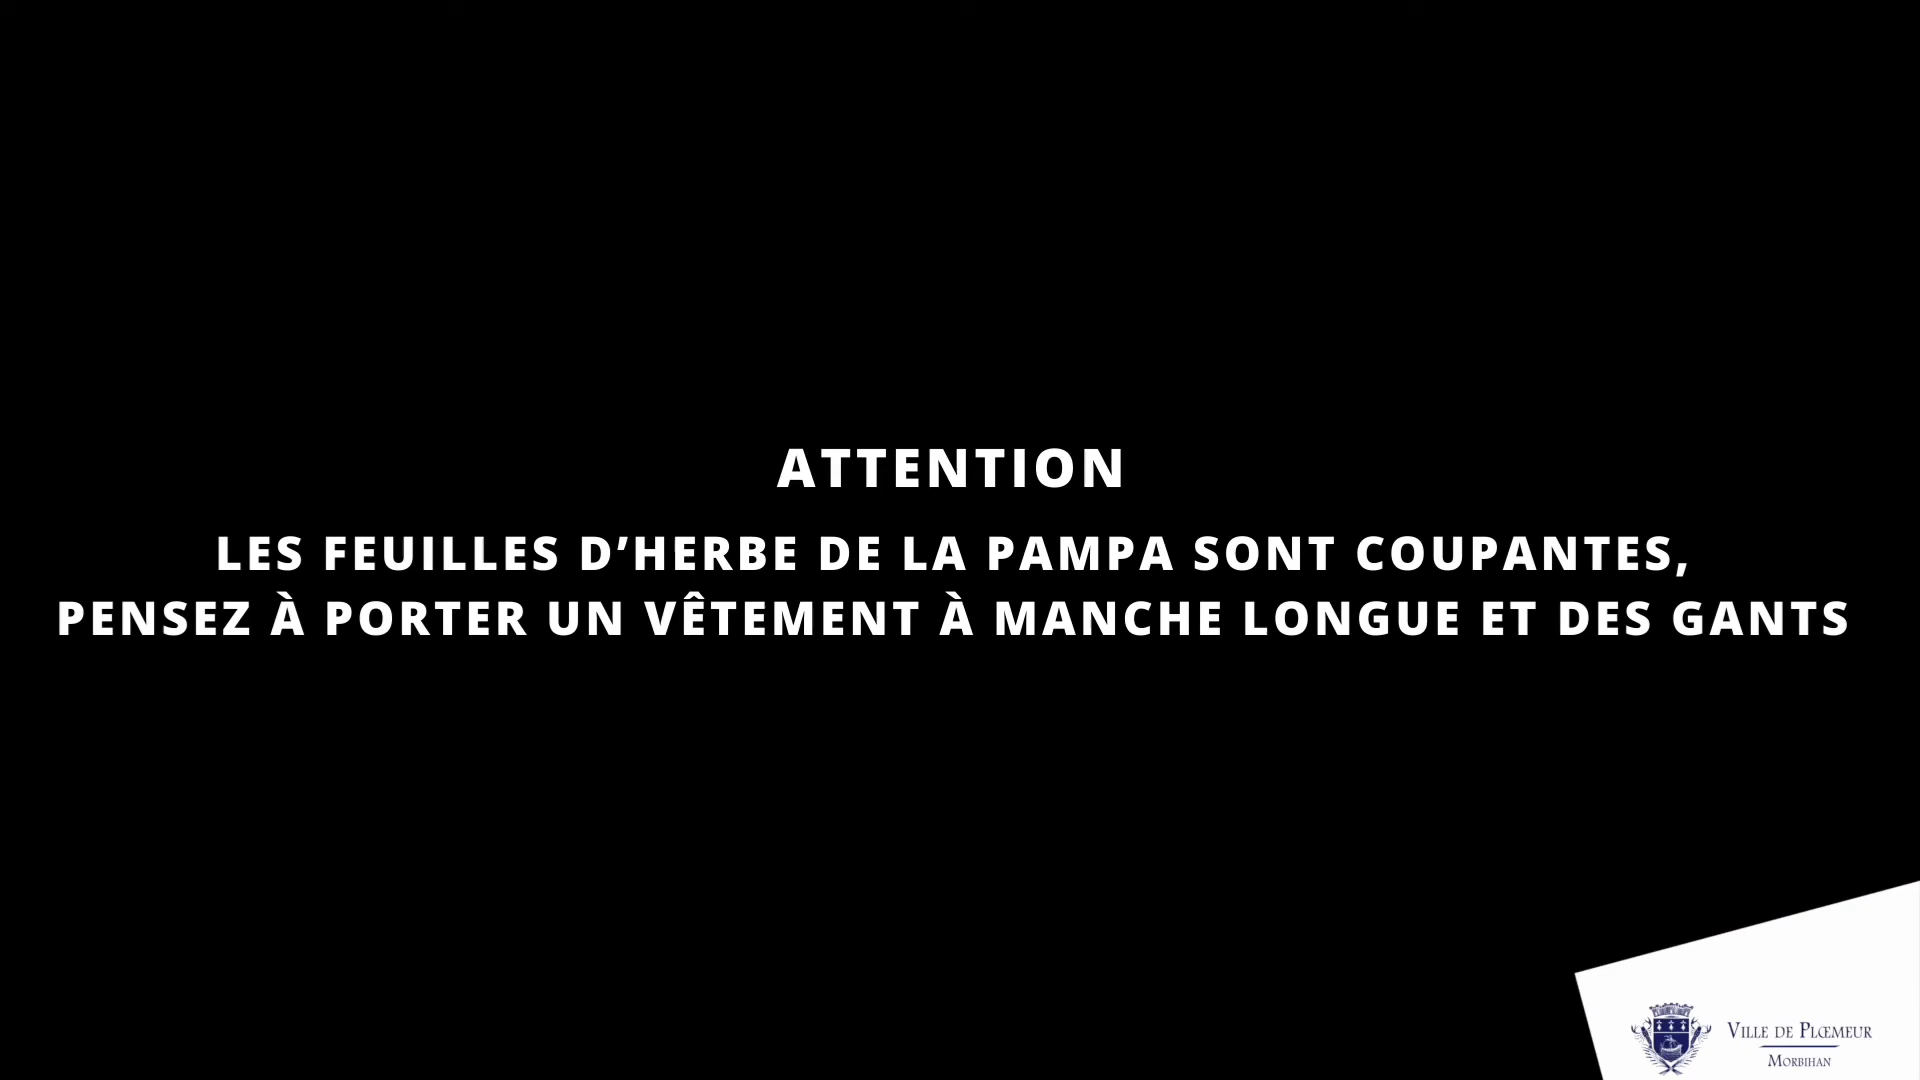 ATTENTION
LES FEUILLES D’HERBE DE LA PAMPA SONT COUPANTES,
PENSEZ À PORTER UN VÊTEMENT À MANCHE LONGUE ET DES GANTS
VILLE DE PLŒMEUR
MORBIHAN